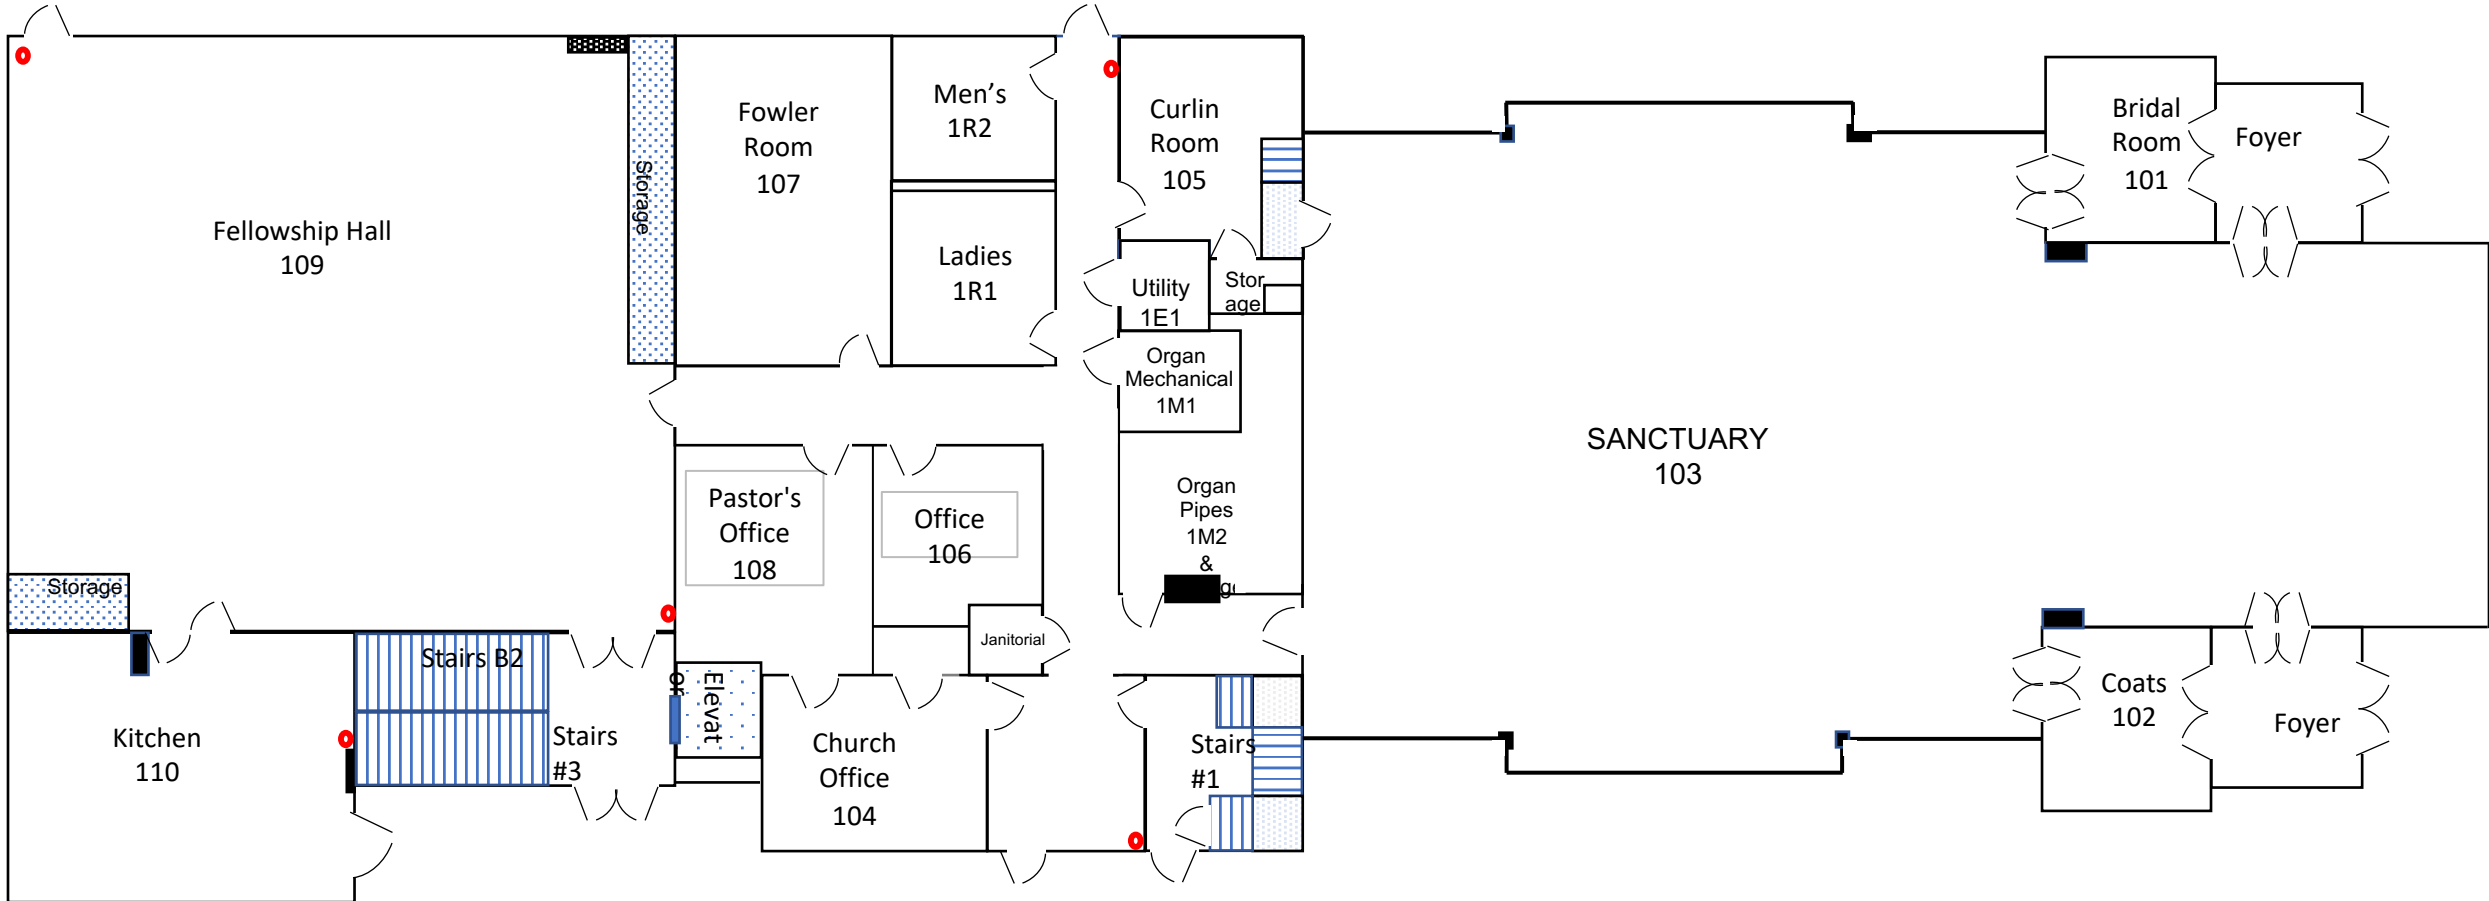 Fellowship Hall
109
Storage
Storage
Kitchen
110
Stairs B2
Stairs
#3
Elevat
or
Fowler
Room
107
Men’s
1R2
Ladies
1R1
Pastor's
Office
108
Office
106
Janitorial
Church
Office
104
Curlin
Room
105
Utility
1E1
Stor
age
Organ
Mechanical
1M1
Organ
Pipes
1M2
&
Stairs
#1
SANCTUARY
103
Bridal
Room
101
Foyer
Coats
102
Foyer